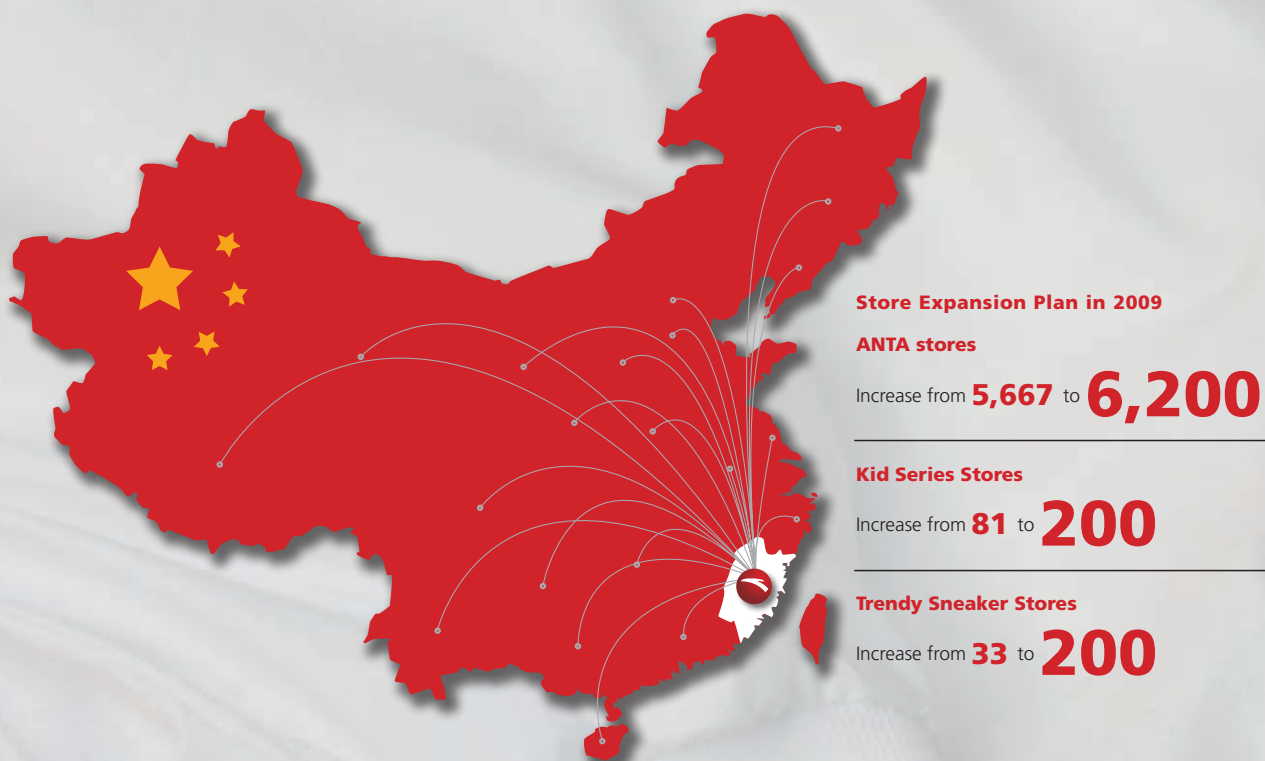 Store Expansion Plan in 2009
ANTA stores
Increase from 5,667 to 6,200
Kid Series Stores
Increase from 81 to 200
Trendy Sneaker Stores
Increase from 33 to 200